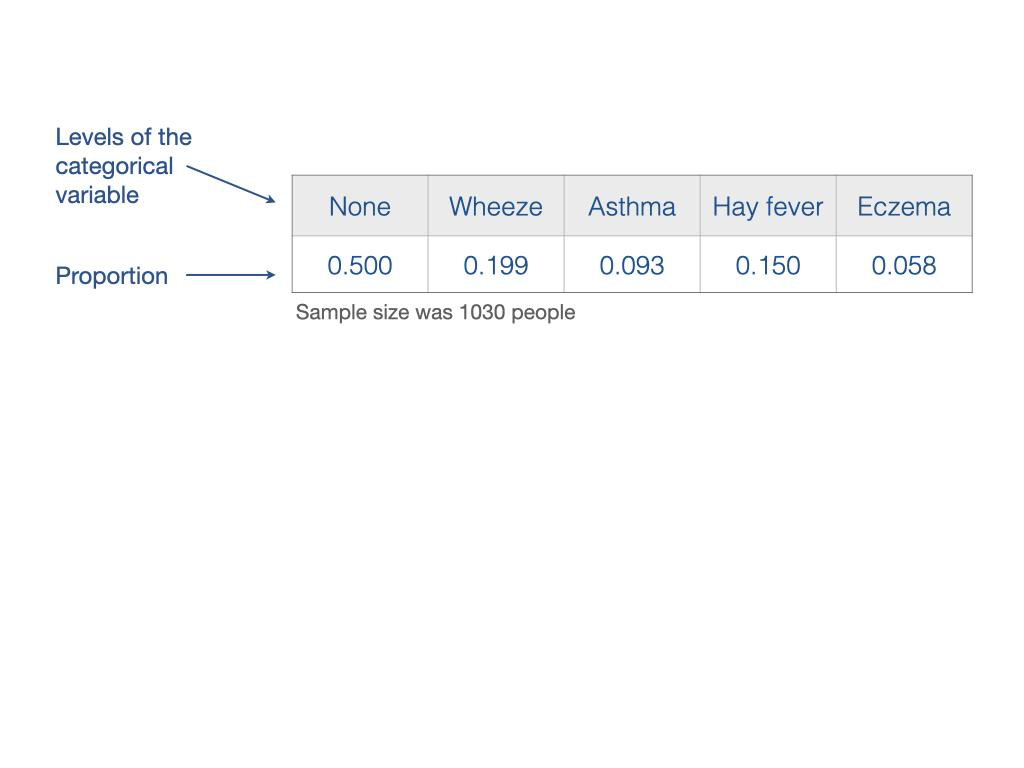 Levels of the
categorical
variable
None Wheeze Asthma Hay fever Eczema
Proportion
0.500 0.199 0.093 0.150 0.058
Sample size was 1030 people